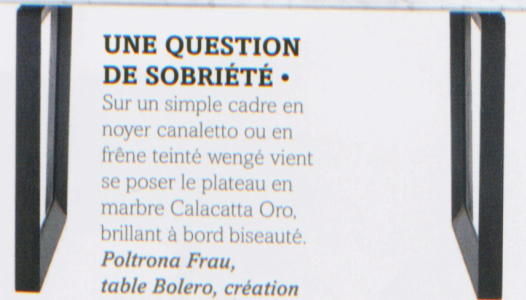 UNE QUESTION
DE SOBRIÉTÉ •
Sur un simple cadre en
noyer canaletto ou en
frêne teinté wengé vient
se poser le plateau en
marbre Calacatta Oro,
brillant à bord biseauté.
Poltrona Frau,
table Bolero, création